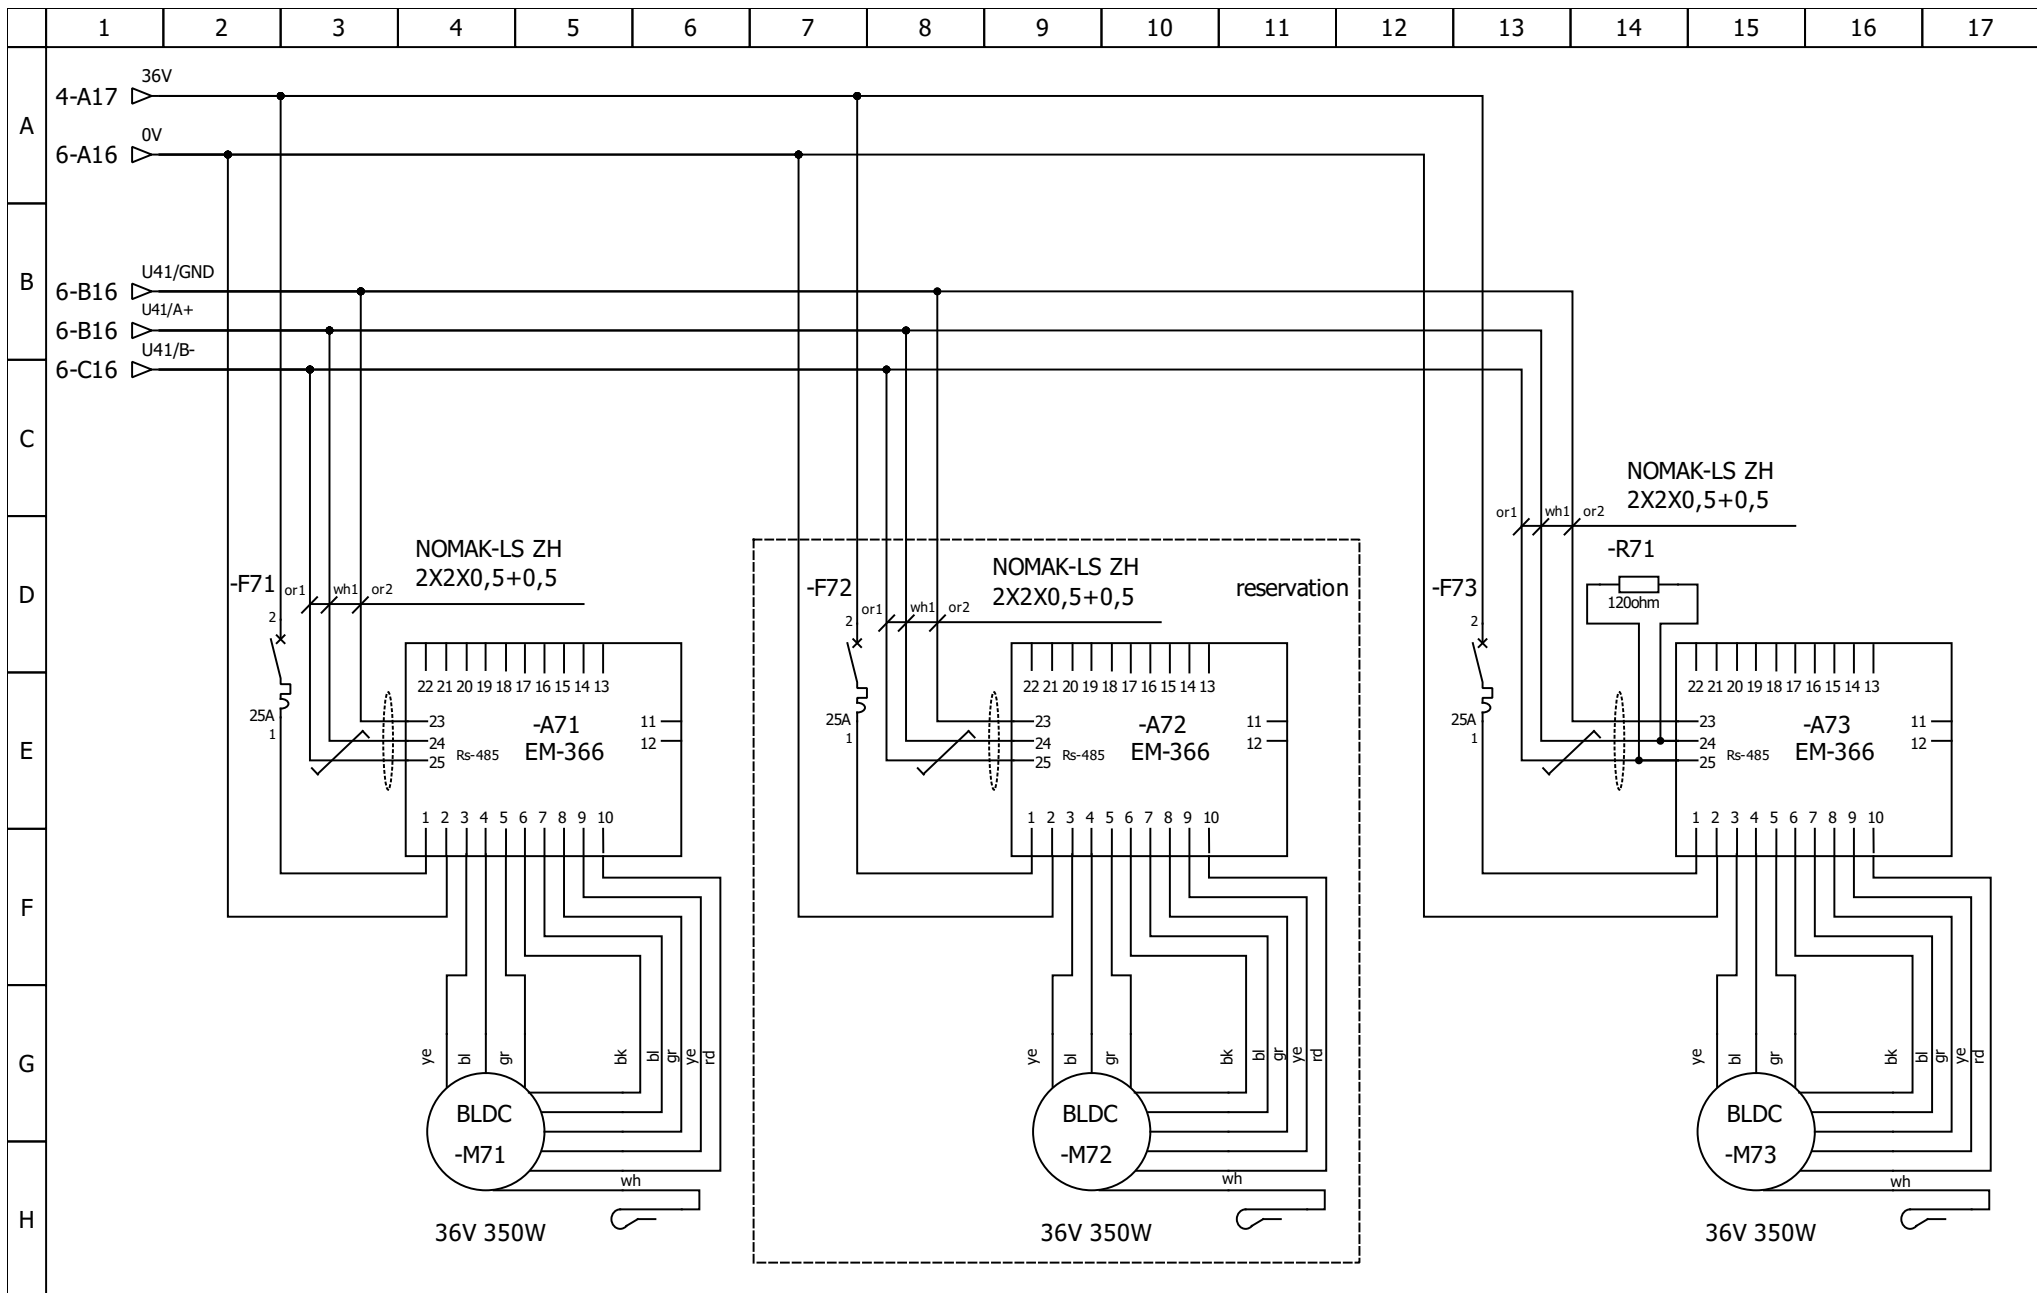 1 2 3 4 5 6 7 8 9 10 11 12 13 14 15 16 17
A
B
C
D
E
F
G
H
36V
4-A17
0V
6-A16
U41/GND
6-B16
U41/A+
6-B16
U41/B-
6-C16
NOMAK-LS ZH
2X2X0,5+0,5
-F71
or1 wh1 or2
2
25A
1
22 21 20 19 18 17 16 15 14 13
23
24
25
Rs-485
-A71
EM-366
11
12
1 2 3 4 5 6 7 8 9 10
ye bl gr bk bl gr ye rd
BLDC
-M71
wh
36V 350W
NOMAK-LS ZH
2X2X0,5+0,5
reservation
-F72
or1 wh1 or2
2
25A
1
22 21 20 19 18 17 16 15 14 13
23
24
25
Rs-485
-A72
EM-366
11
12
1 2 3 4 5 6 7 8 9 10
ye bl gr bk bl gr ye rd
BLDC
-M72
wh
36V 350W
NOMAK-LS ZH
2X2X0,5+0,5
or1 wh1 or2
-R71
120ohm
-F73
2
25A
1
22 21 20 19 18 17 16 15 14 13
23
24
25
Rs-485
-A73
EM-366
11
12
1 2 3 4 5 6 7 8 9 10
ye bl gr bk bl gr ye rd
BLDC
-M73
wh
36V 350W